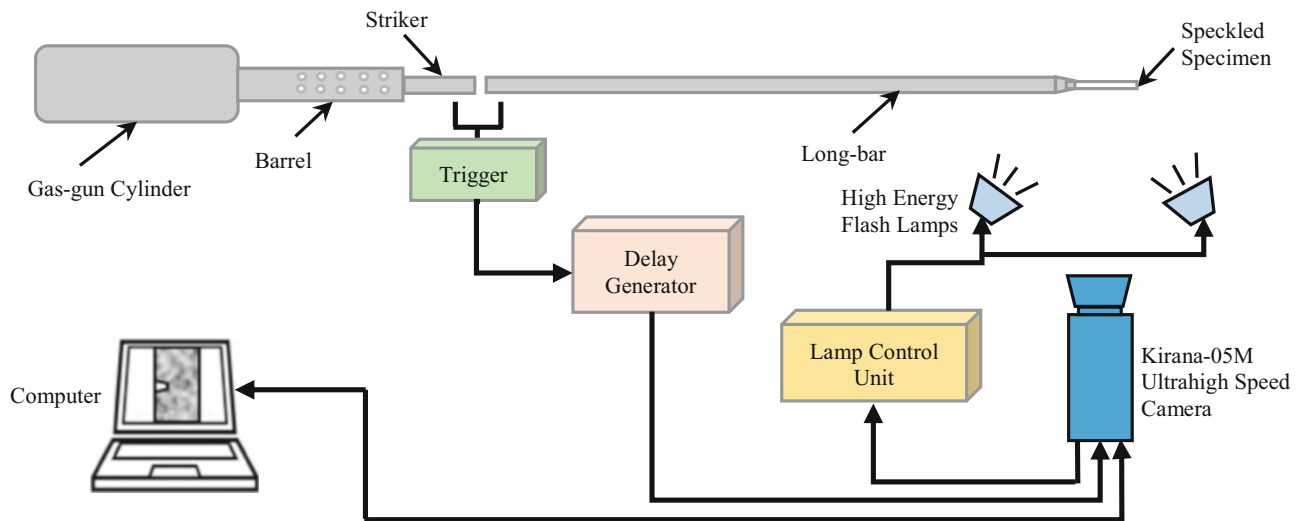 Striker
Speckled
Specimen
Barrel
Gas-gun Cylinder
Trigger
Long-bar
High Energy
Flash Lamps
Delay
Generator
Lamp Control
Unit
Kirana-05M
Ultrahigh Speed
Camera
Computer